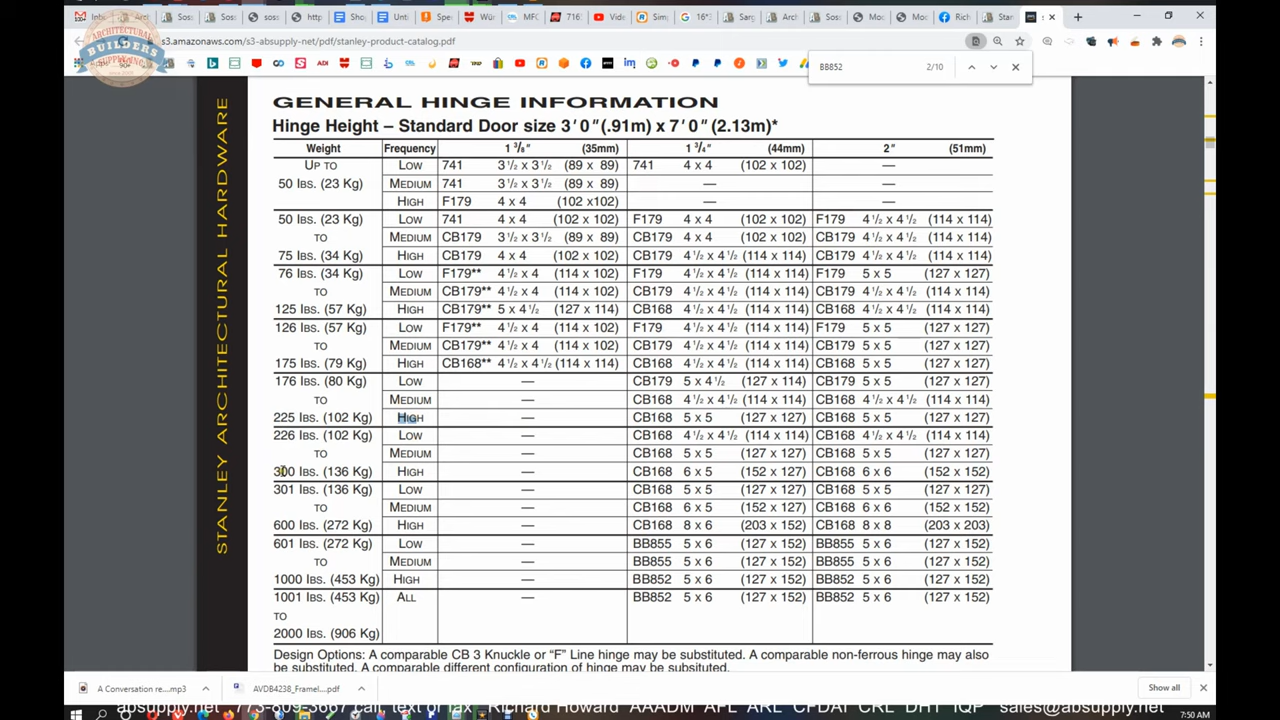 s3.amazonaws.com/s3-absupply-net/pdf/stanley-product-catalog.pdf
BB852 2/10
ARCHITECTURAL
BUILDERS
SUPPLY INC.
STANLEY ARCHITECTURAL HARDWARE
GENERAL HINGE INFORMATION
Hinge Height – Standard Door size 3′0″(.91m) x 7′0″(2.13m)*
Weight Frequency 1 3/8″ (35mm) 1 3/4″ (44mm) 2″ (51mm)
UP TO LOW 741 3 1/2 x 3 1/2 (89 x 89) 741 4 x 4 (102 x 102) —
50 LBS. (23 Kg) MEDIUM 741 3 1/2 x 3 1/2 (89 x 89) — —
HIGH F179 4 x 4 (102 x102) — —
50 LBS. (23 Kg) LOW 741 4 x 4 (102 x 102) F179 4 x 4 (102 x 102) F179 4 1/2 x 4 1/2 (114 x 114)
TO MEDIUM CB179 3 1/2 x 3 1/2 (89 x 89) CB179 4 x 4 (102 x 102) CB179 4 1/2 x 4 1/2 (114 x 114)
75 LBS. (34 Kg) HIGH CB179 4 x 4 (102 x 102) CB179 4 1/2 x 4 1/2 (114 x 114) CB179 4 1/2 x 4 1/2 (114 x 114)
76 LBS. (34 Kg) LOW F179** 4 1/2 x 4 (114 x 102) F179 4 1/2 x 4 1/2 (114 x 114) F179 5 x 5 (127 x 127)
TO MEDIUM CB179** 4 1/2 x 4 (114 x 102) CB179 4 1/2 x 4 1/2 (114 x 114) CB179 4 1/2 x 4 1/2 (114 x 114)
125 LBS. (57 Kg) HIGH CB179** 5 x 4 1/2 (127 x 114) CB168 4 1/2 x 4 1/2 (114 x 114) CB168 4 1/2 x 4 1/2 (114 x 114)
126 LBS. (57 Kg) LOW F179** 4 1/2 x 4 (114 x 102) F179 4 1/2 x 4 1/2 (114 x 114) F179 5 x 5 (127 x 127)
TO MEDIUM CB179** 4 1/2 x 4 (114 x 102) CB179 4 1/2 x 4 1/2 (114 x 114) CB179 5 x 5 (127 x 127)
175 LBS. (79 Kg) HIGH CB168** 4 1/2 x 4 1/2 (114 x 114) CB168 4 1/2 x 4 1/2 (114 x 114) CB168 5 x 5 (127 x 127)
176 LBS. (80 Kg) LOW — CB179 5 x 4 1/2 (127 x 114) CB179 5 x 5 (127 x 127)
TO MEDIUM — CB168 4 1/2 x 4 1/2 (114 x 114) CB168 4 1/2 x 4 1/2 (114 x 114)
225 LBS. (102 Kg) HIGH — CB168 5 x 5 (127 x 127) CB168 5 x 5 (127 x 127)
226 LBS. (102 Kg) LOW — CB168 4 1/2 x 4 1/2 (114 x 114) CB168 4 1/2 x 4 1/2 (114 x 114)
TO MEDIUM — CB168 5 x 5 (127 x 127) CB168 5 x 5 (127 x 127)
300 LBS. (136 Kg) HIGH — CB168 6 x 5 (152 x 127) CB168 6 x 6 (152 x 152)
301 LBS. (136 Kg) LOW — CB168 5 x 5 (127 x 127) CB168 5 x 5 (127 x 127)
TO MEDIUM — CB168 6 x 5 (152 x 127) CB168 6 x 6 (152 x 152)
600 LBS. (272 Kg) HIGH — CB168 8 x 6 (203 x 152) CB168 8 x 8 (203 x 203)
601 LBS. (272 Kg) LOW — BB855 5 x 6 (127 x 152) BB855 5 x 6 (127 x 152)
TO MEDIUM — BB855 5 x 6 (127 x 152) BB855 5 x 6 (127 x 152)
1000 LBS. (453 Kg) HIGH — BB852 5 x 6 (127 x 152) BB852 5 x 6 (127 x 152)
1001 LBS. (453 Kg) ALL — BB852 5 x 6 (127 x 152) BB852 5 x 6 (127 x 152)
TO
2000 LBS. (906 Kg)
Design Options: A comparable CB 3 Knuckle or “F” Line hinge may be substituted. A comparable non-ferrous hinge may also
be substituted. A comparable different configuration of hinge may be subsituted.
A Conversation re....mp3 AVDB4238_Framel....pdf Show all
absupply.net - 773-809-3667 call, text or fax Richard Howard AAADM AFL ARL CFDAI CRL DHI IQP sales@absupply.net
7:50 AM